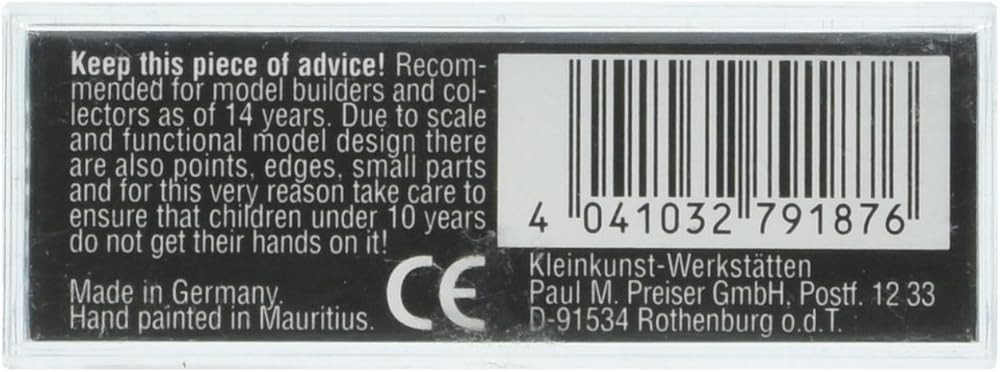 Keep this piece of advice! Recom-
mended for model builders and col-
lectors as of 14 years. Due to scale
and functional model design there
are also points, edges, small parts
and for this very reason take care to
ensure that children under 10 years
do not get their hands on it!
Made in Germany.
Hand painted in Mauritius.
CE
4 041032 791876
Kleinkunst-Werkstätten
Paul M. Preiser GmbH, Postf. 12 33
D-91534 Rothenburg o.d.T.